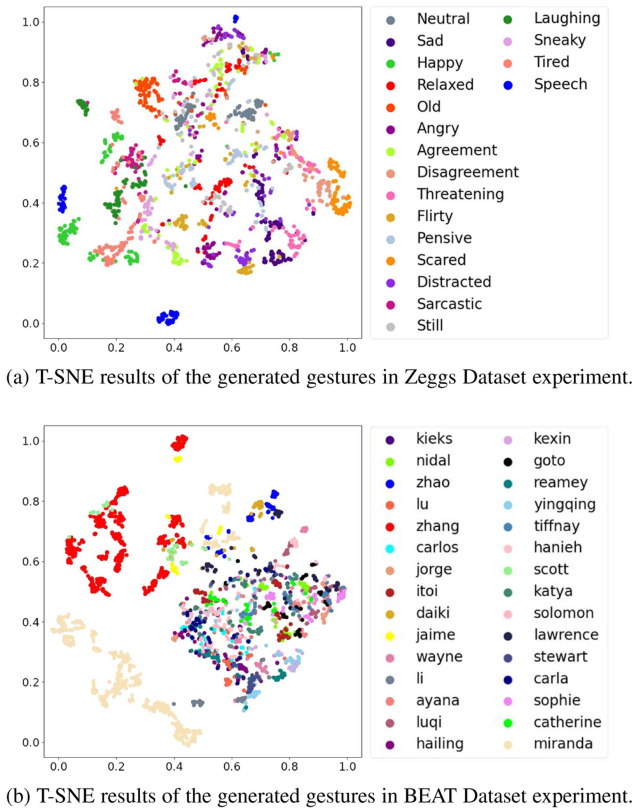 1.0
0.8
0.6
0.4
0.2
0.0
0.0 0.2 0.4 0.6 0.8 1.0
Neutral
Sad
Happy
Relaxed
Old
Angry
Agreement
Disagreement
Threatening
Flirty
Pensive
Scared
Distracted
Sarcastic
Still
Laughing
Sneaky
Tired
Speech
(a) T-SNE results of the generated gestures in Zeggs Dataset experiment.
1.0
0.8
0.6
0.4
0.2
0.0
0.0 0.2 0.4 0.6 0.8 1.0
kieks
nidal
zhao
lu
zhang
carlos
jorge
itoi
daiki
jaime
wayne
li
ayana
luqi
hailing
kexin
goto
reamey
yingqing
tiffnay
hanieh
scott
katya
solomon
lawrence
stewart
carla
sophie
catherine
miranda
(b) T-SNE results of the generated gestures in BEAT Dataset experiment.